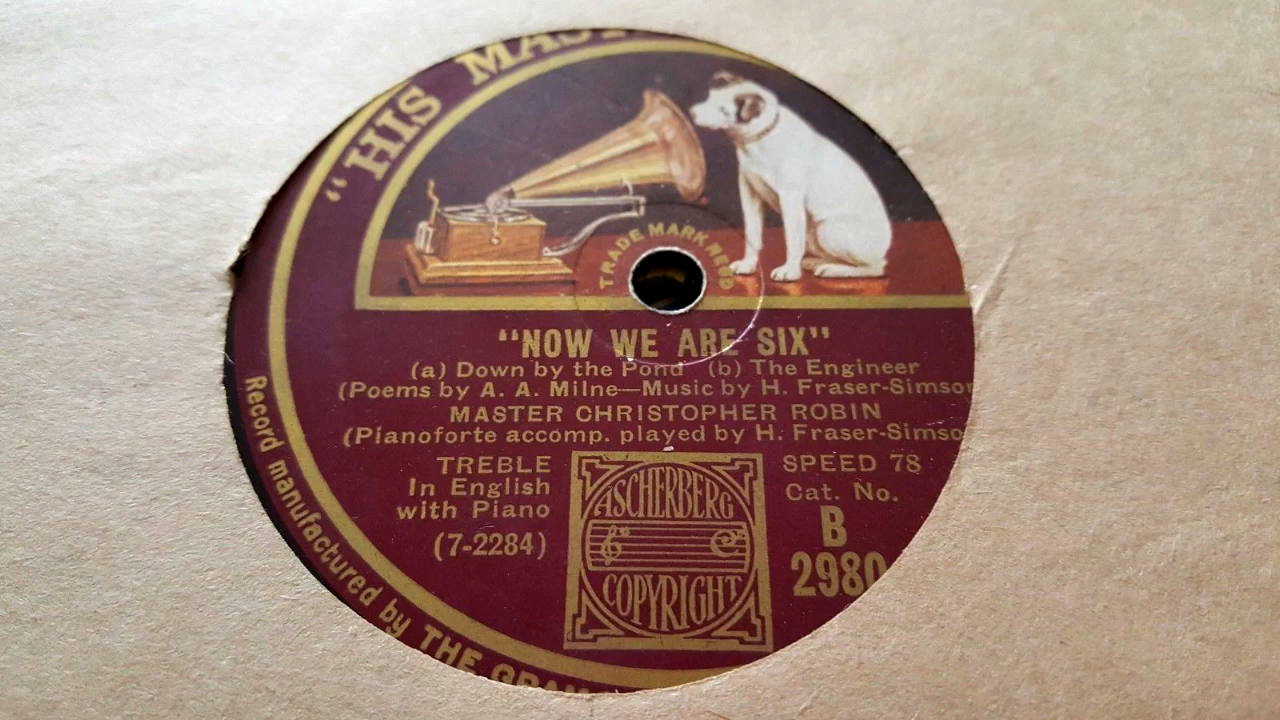 "HIS MAST
TRADE MARK REGD
"NOW WE ARE SIX"
(a) Down by the Pond (b) The Engineer
(Poems by A. A. Milne—Music by H. Fraser-Simson
MASTER CHRISTOPHER ROBIN
(Pianoforte accomp. played by H. Fraser-Simso
TREBLE
In English
with Piano
(7-2284)
ASCHERBERG
COPYRIGHT
SPEED 78
Cat. No.
B
2980
Record manufactured by THE GRAM